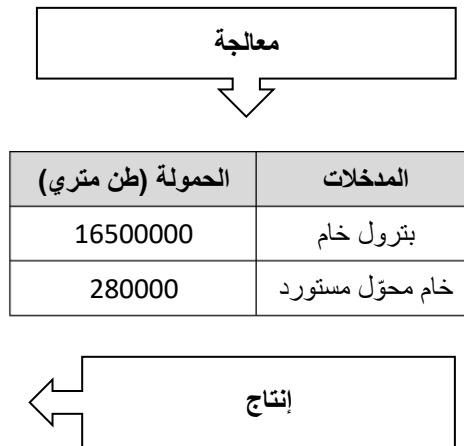 معالجة
المدخلات الحمولة (طن متري)
بترول خام 16500000
خام محوّل مستورد 280000
إنتاج